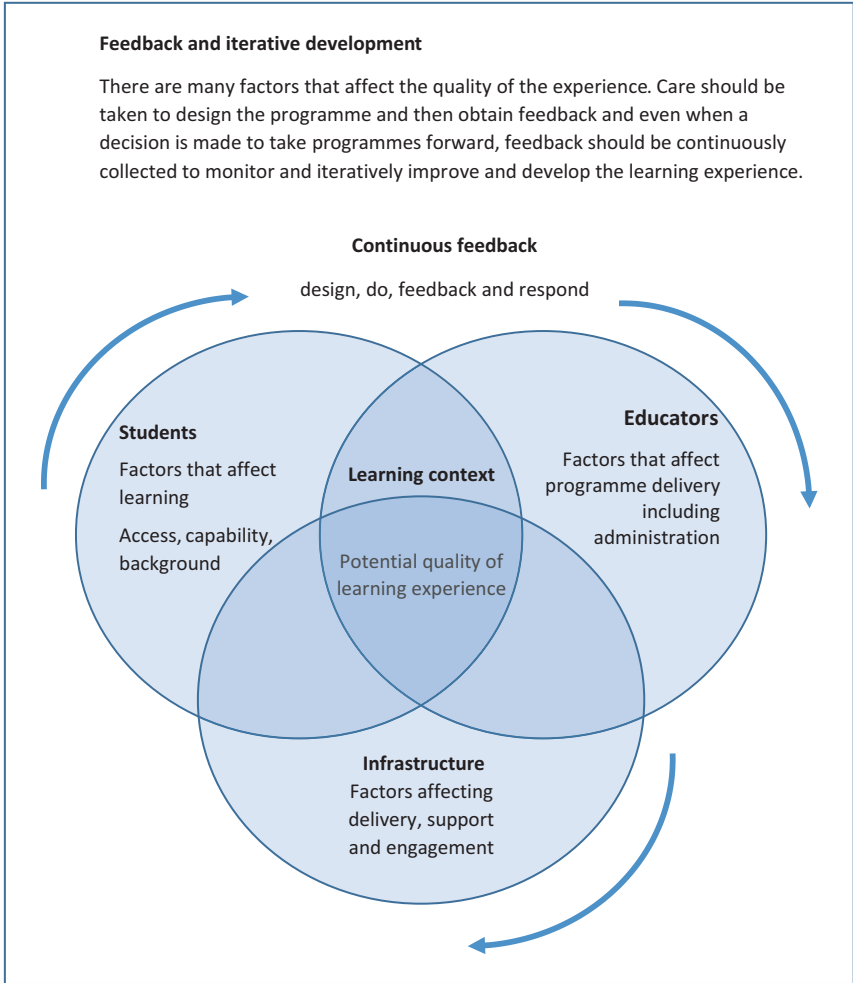 Feedback and iterative development
There are many factors that affect the quality of the experience. Care should be
taken to design the programme and then obtain feedback and even when a
decision is made to take programmes forward, feedback should be continuously
collected to monitor and iteratively improve and develop the learning experience.
Continuous feedback
design, do, feedback and respond
Students
Factors that affect
learning
Access, capability,
background
Learning context
Potential quality of
learning experience
Educators
Factors that affect
programme delivery
including
administration
Infrastructure
Factors affecting
delivery, support
and engagement